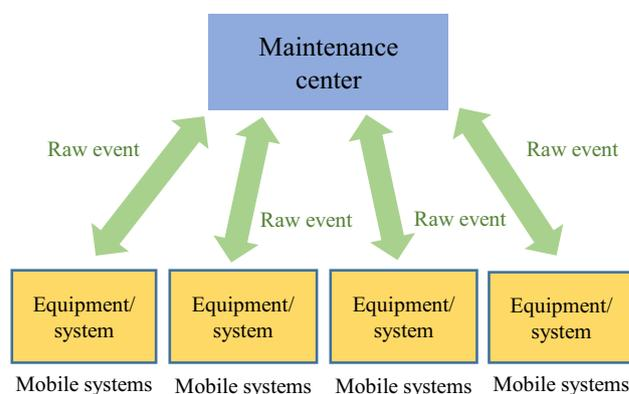 Maintenance
center
Raw event
Raw event
Raw event
Raw event
Equipment/
system
Equipment/
system
Equipment/
system
Equipment/
system
Mobile systems
Mobile systems
Mobile systems
Mobile systems